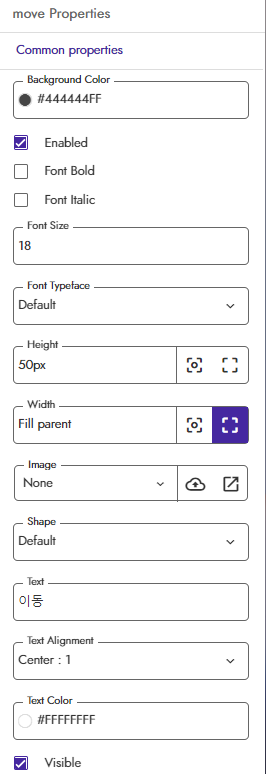 move Properties
Common properties
Background Color
#444444FF
Enabled
Font Bold
Font Italic
Font Size
18
Font Typeface
Default
Height
50px
Width
Fill parent
Image
None
Shape
Default
Text
이동
Text Alignment
Center : 1
Text Color
#FFFFFFFF
Visible